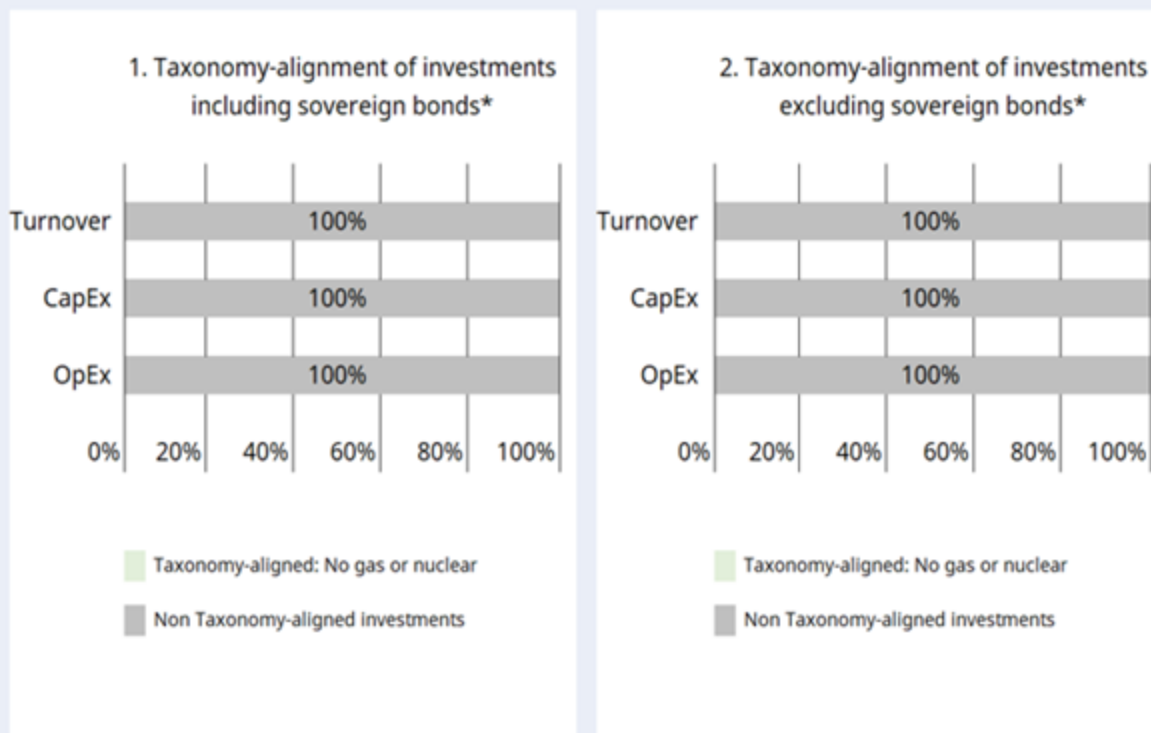 1. Taxonomy-alignment of investments
including sovereign bonds*
Turnover
100%
CapEx
100%
OpEx
100%
0% 20% 40% 60% 80% 100%
Taxonomy-aligned: No gas or nuclear
Non Taxonomy-aligned investments
2. Taxonomy-alignment of investments
excluding sovereign bonds*
Turnover
100%
CapEx
100%
OpEx
100%
0% 20% 40% 60% 80% 100%
Taxonomy-aligned: No gas or nuclear
Non Taxonomy-aligned investments